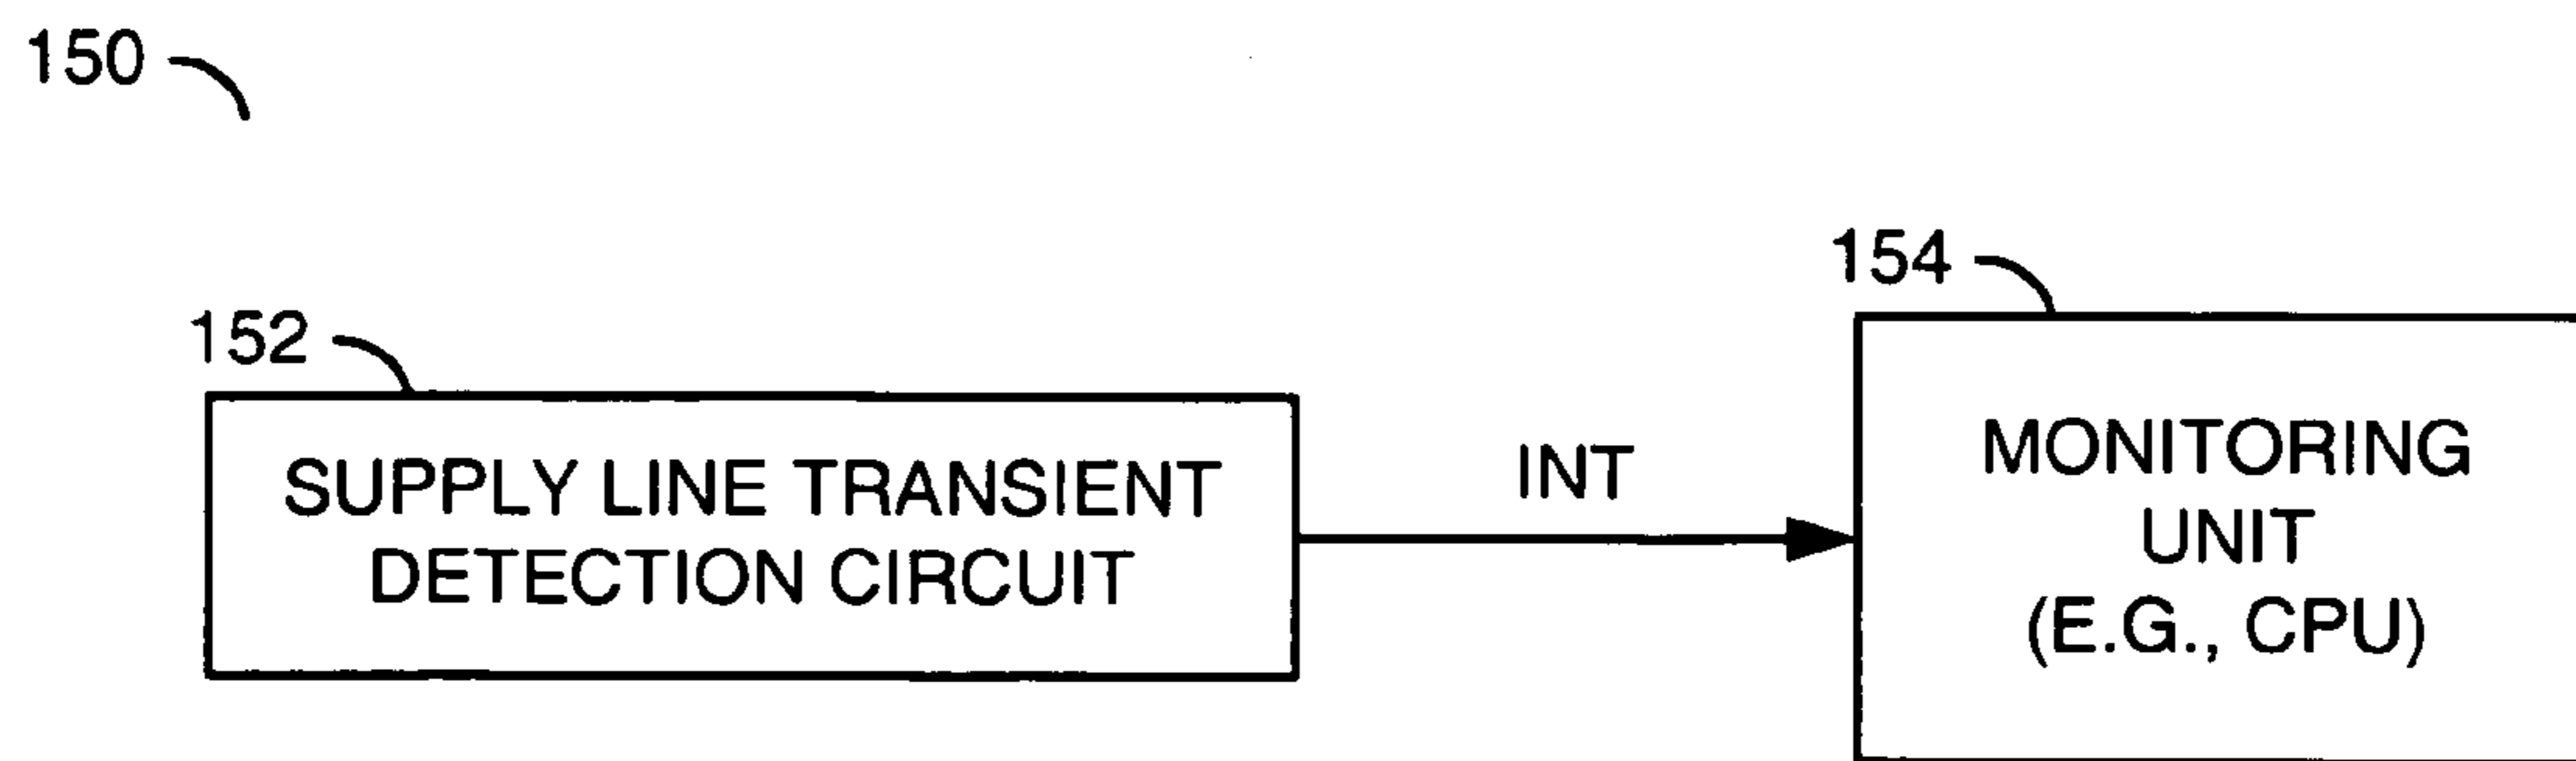 150
152
SUPPLY LINE TRANSIENT
DETECTION CIRCUIT
INT
154
MONITORING
UNIT
(E.G., CPU)